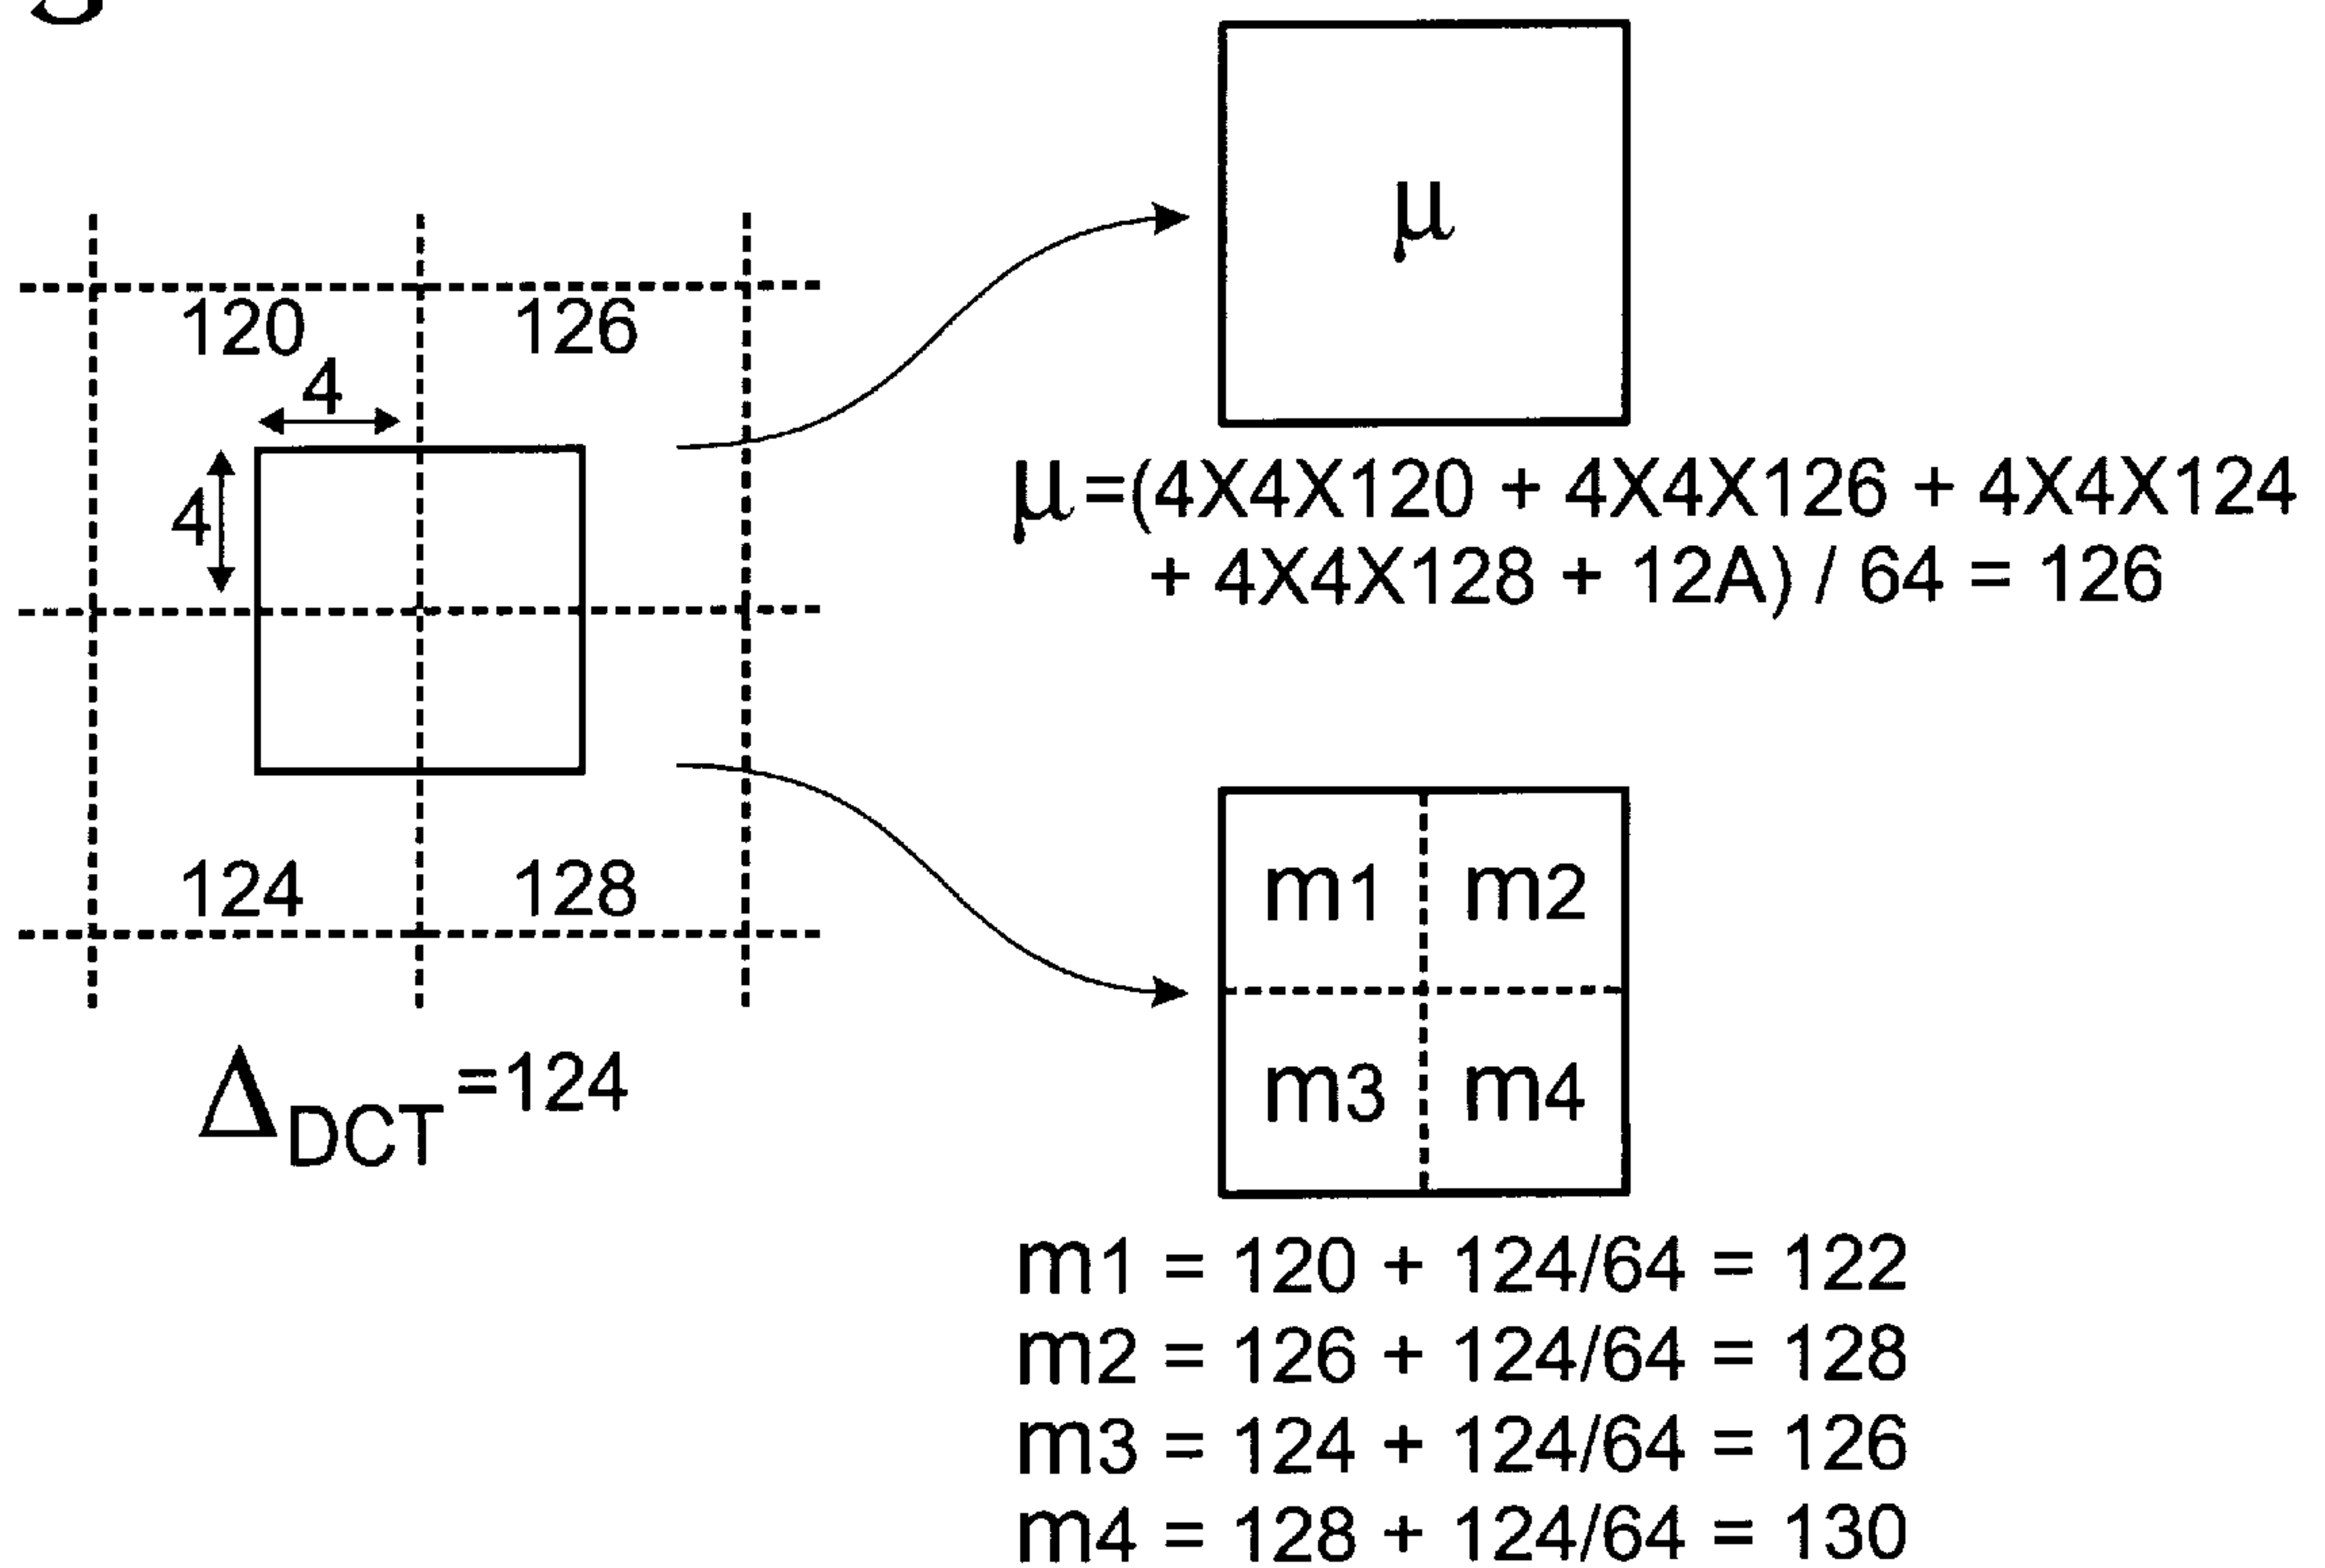 120 126
4
4
124 128
ΔDCT =124
μ
μ =(4X4X120 + 4X4X126 + 4X4X124
+ 4X4X128 + 12A) / 64 = 126
m1 m2
m3 m4
m1 = 120 + 124/64 = 122
m2 = 126 + 124/64 = 128
m3 = 124 + 124/64 = 126
m4 = 128 + 124/64 = 130